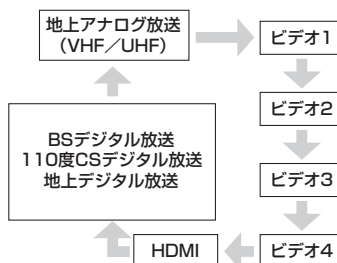 地上アナログ放送
（VHF／UHF）
ビデオ1
ビデオ2
ビデオ3
ビデオ4
HDMI
BSデジタル放送
110度CSデジタル放送
地上デジタル放送